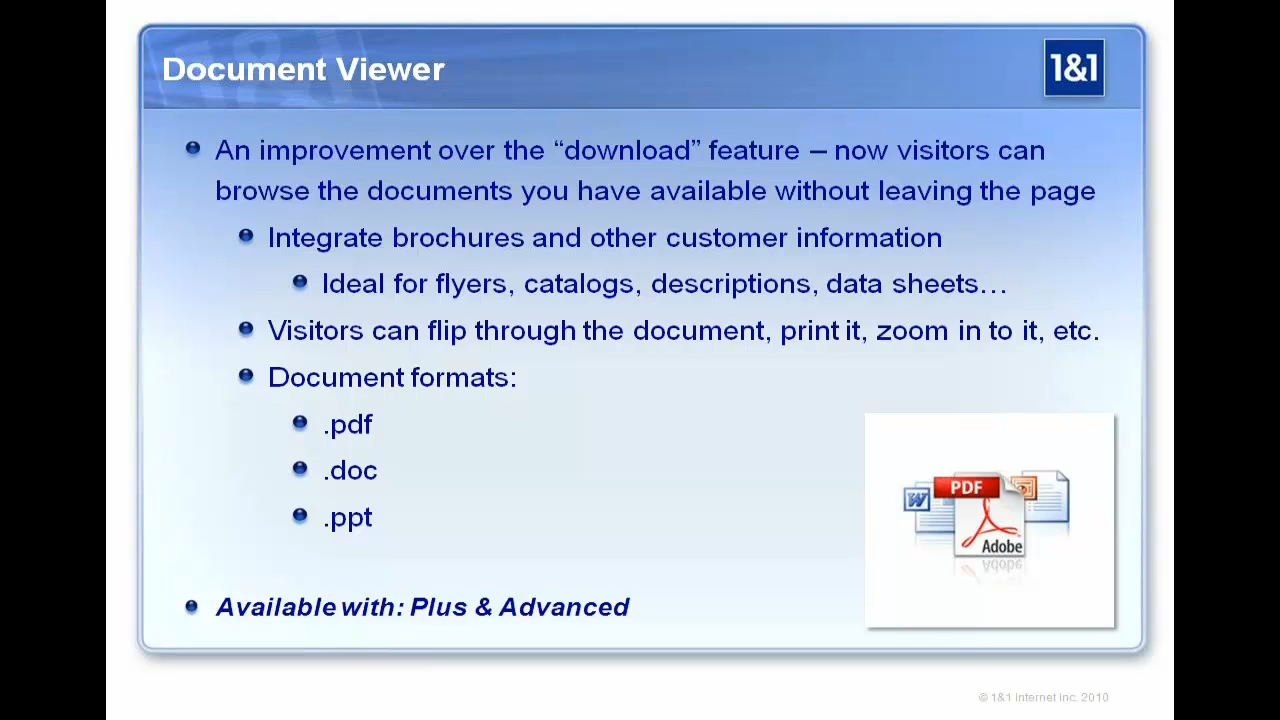 Document Viewer
1&1
An improvement over the “download” feature – now visitors can
browse the documents you have available without leaving the page
Integrate brochures and other customer information
Ideal for flyers, catalogs, descriptions, data sheets…
Visitors can flip through the document, print it, zoom in to it, etc.
Document formats:
.pdf
.doc
.ppt
W
PDF
Adobe
Available with: Plus & Advanced
© 1&1 Internet Inc. 2010